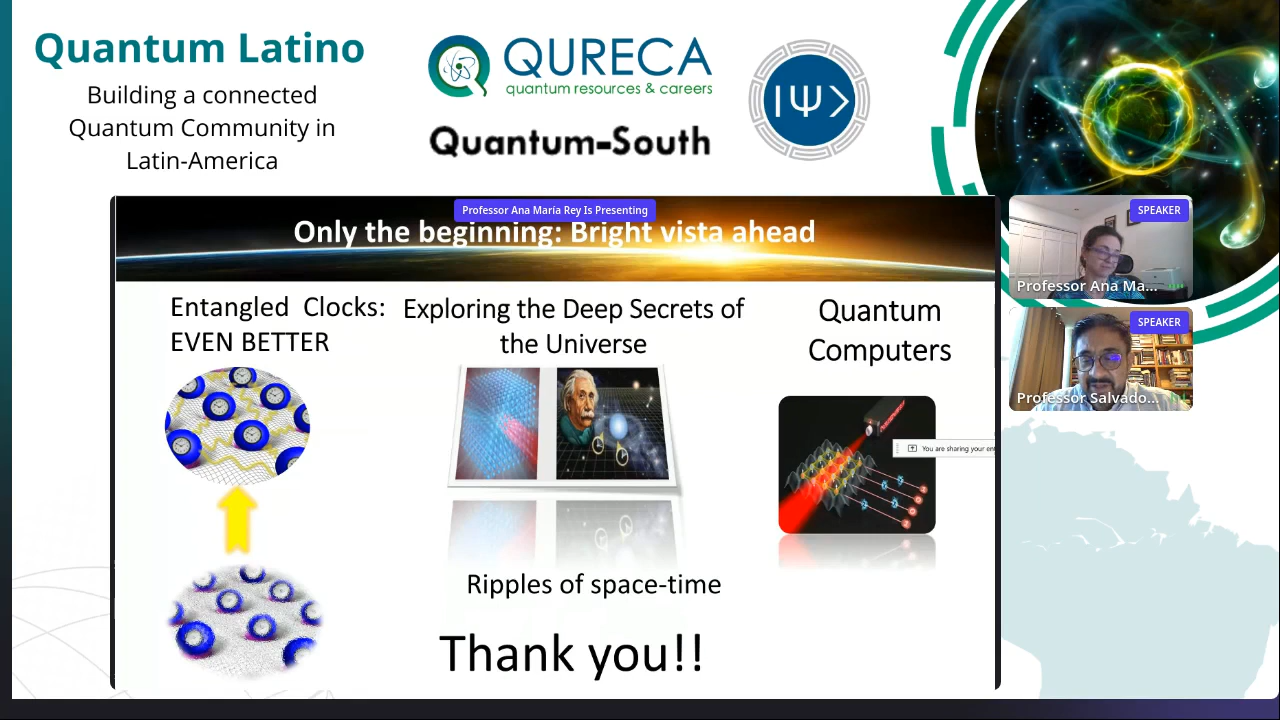 Quantum Latino
Building a connected
Quantum Community in
Latin-America
QURECA
quantum resources & careers
Quantum-South
|Ψ>
Professor Ana María Rey Is Presenting
Only the beginning: Bright vista ahead
Entangled Clocks:
EVEN BETTER
Exploring the Deep Secrets of
the Universe
Quantum
Computers
You are sharing your ent
Ripples of space-time
Thank you!!
SPEAKER
Professor Ana Ma...
SPEAKER
Professor Salvado...